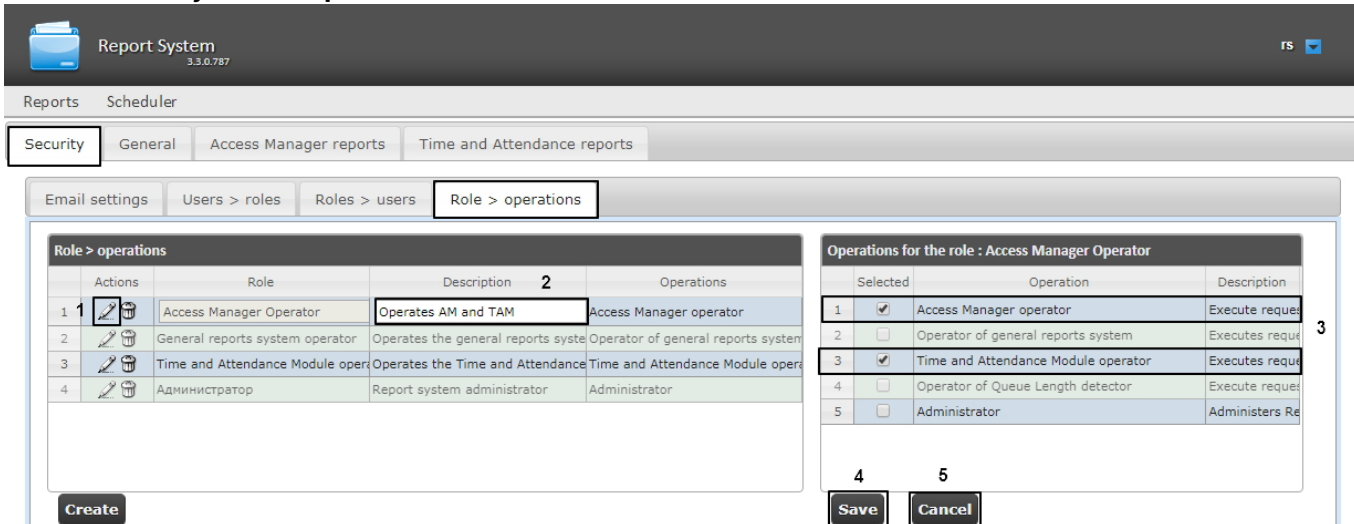 Report System
3.3.0.787
rs
Reports Scheduler
Security General Access Manager reports Time and Attendance reports
Email settings Users > roles Roles > users Role > operations
Role > operations
Actions Role Description 2 Operations
1 1 Access Manager Operator Operates AM and TAM Access Manager operator
2 General reports system operator Operates the general reports syste Operator of general reports system
3 Time and Attendance Module opera Operates the Time and Attendance Time and Attendance Module opera
4 Администратор Report system administrator Administrator
Create
Operations for the role : Access Manager Operator
Selected Operation Description
1 Access Manager operator Execute reques
2 Operator of general reports system Executes reque
3
3 Time and Attendance Module operator Executes reque
4 Operator of Queue Length detector Execute reques
5 Administrator Administers Re
4 5
Save Cancel